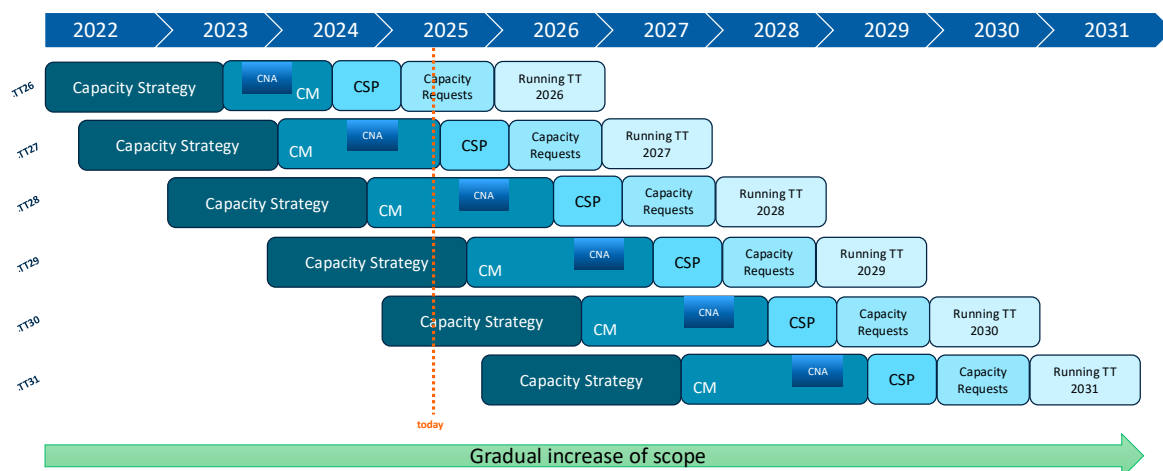 2022 2023 2024 2025 2026 2027 2028 2029 2030 2031
TT26
Capacity Strategy
CNA
CM
CSP
Capacity
Requests
Running TT
2026
TT27
Capacity Strategy
CM
CNA
CSP
Capacity
Requests
Running TT
2027
TT28
Capacity Strategy
CM
CNA
CSP
Capacity
Requests
Running TT
2028
TT29
Capacity Strategy
CM
CNA
CSP
Capacity
Requests
Running TT
2029
TT30
Capacity Strategy
CM
CNA
CSP
Capacity
Requests
Running TT
2030
TT31
Capacity Strategy
CM
CNA
CSP
Capacity
Requests
Running TT
2031
today
Gradual increase of scope